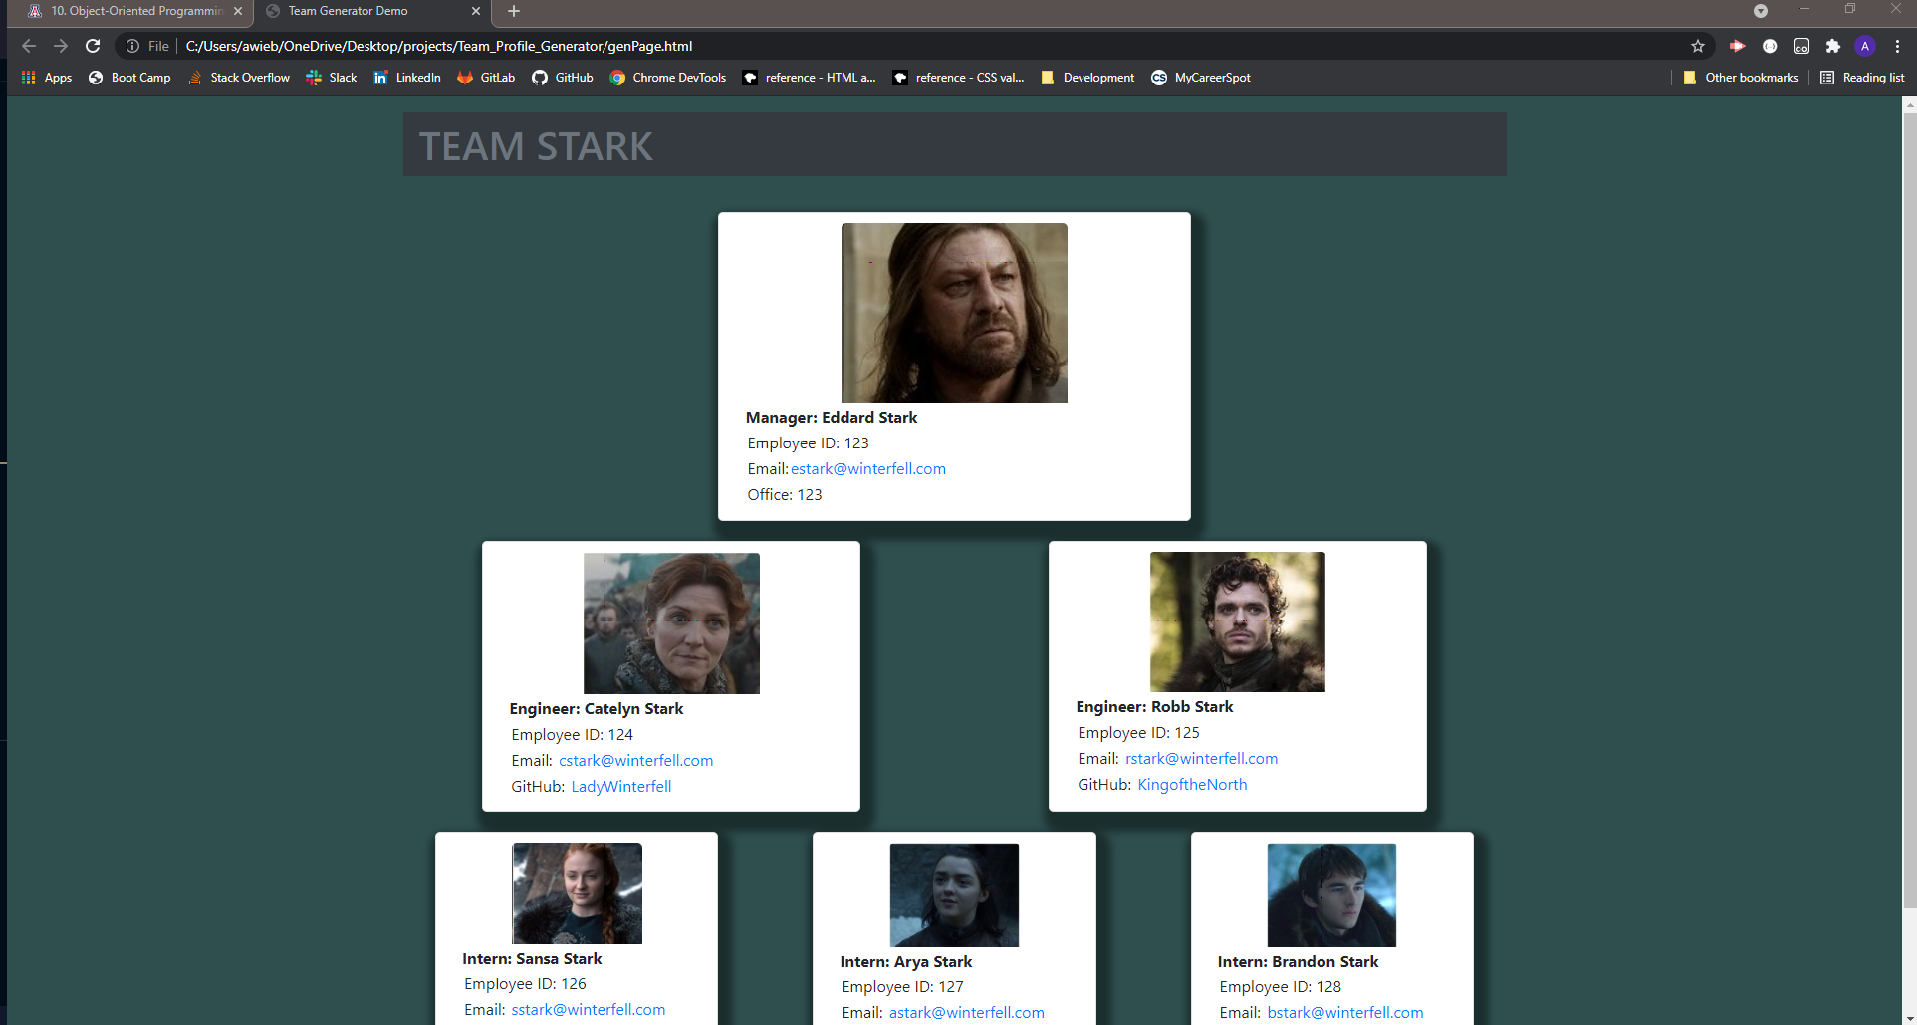 10. Object-Oriented Programmin
Team Generator Demo
File
C:/Users/awieb/OneDrive/Desktop/projects/Team_Profile_Generator/genPage.html
A
Apps
Boot Camp
Stack Overflow
Slack
LinkedIn
GitLab
GitHub
Chrome DevTools
reference - HTML a...
reference - CSS val...
Development
CS
MyCareerSpot
Other bookmarks
Reading list
TEAM STARK
Manager: Eddard Stark
Employee ID: 123
Email: estark@winterfell.com
Office: 123
Engineer: Catelyn Stark
Employee ID: 124
Email: cstark@winterfell.com
GitHub: LadyWinterfell
Engineer: Robb Stark
Employee ID: 125
Email: rstark@winterfell.com
GitHub: KingoftheNorth
Intern: Sansa Stark
Employee ID: 126
Email: sstark@winterfell.com
Intern: Arya Stark
Employee ID: 127
Email: astark@winterfell.com
Intern: Brandon Stark
Employee ID: 128
Email: bstark@winterfell.com